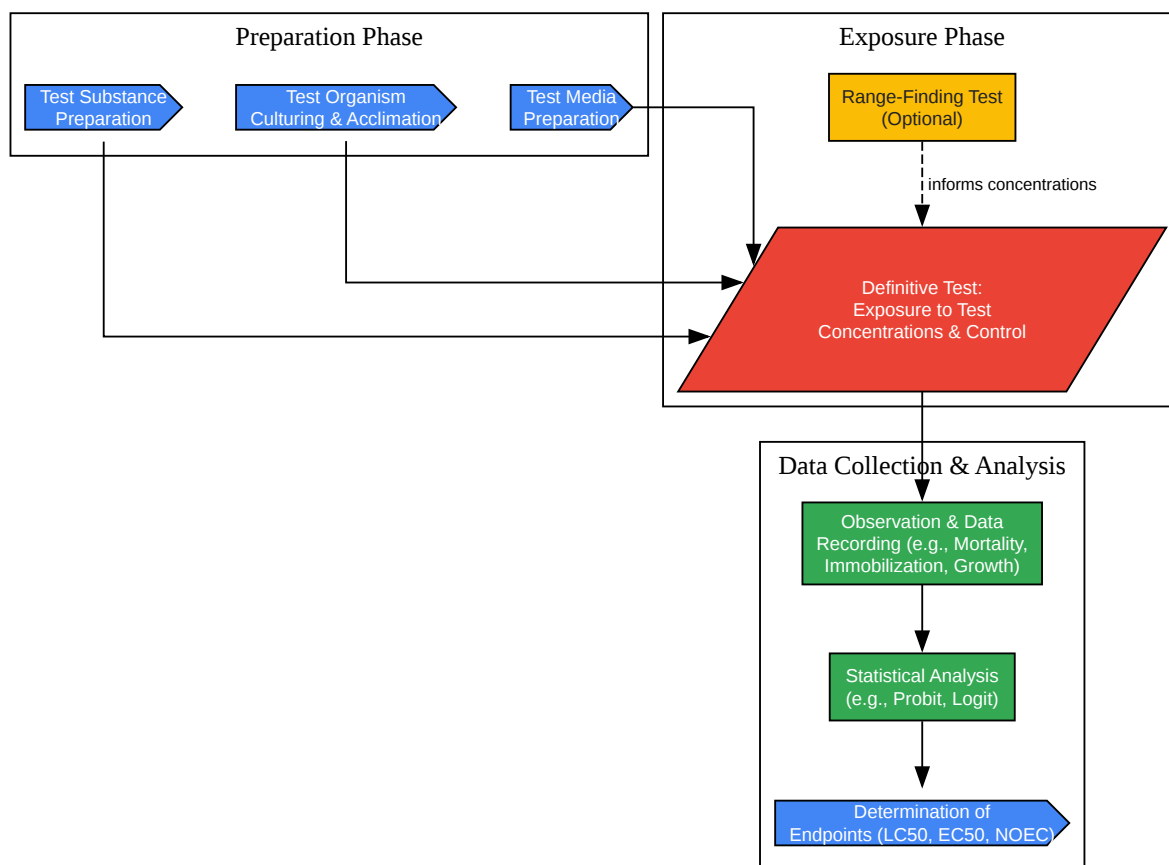 Preparation Phase
Test Substance
Preparation
Test Organism
Culturing & Acclimation
Test Media
Preparation
Exposure Phase
Range-Finding Test
(Optional)
informs concentrations
Definitive Test:
Exposure to Test
Concentrations & Control
Data Collection & Analysis
Observation & Data
Recording (e.g., Mortality,
Immobilization, Growth)
Statistical Analysis
(e.g., Probit, Logit)
Determination of
Endpoints (LC50, EC50, NOEC)